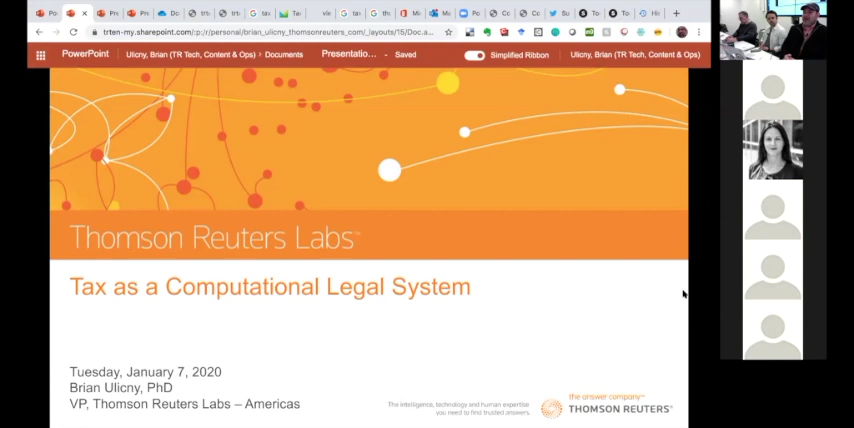 trten-my.sharepoint.com/:p:/r/personal/brian_ulicny_thomsonreuters_com/_layouts/15/Doc.a...
PowerPoint
Ulicny, Brian (TR Tech, Content & Ops) > Documents
Presentatio... - Saved
Simplified Ribbon
Ulicny, Brian (TR Tech, Content & Ops)
Thomson Reuters Labs™
Tax as a Computational Legal System
Tuesday, January 7, 2020
Brian Ulicny, PhD
VP, Thomson Reuters Labs – Americas
The intelligence, technology and human expertise
you need to find trusted answers.
the answer company™
THOMSON REUTERS®